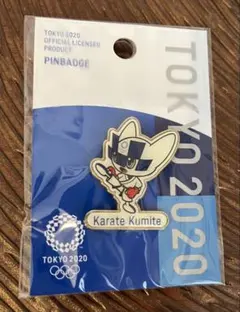 TOKYO 2020
OFFICIAL LICENSED
PRODUCT
PINBADGE
TOKYO 2020
Karate Kumite
TOKYO 2020